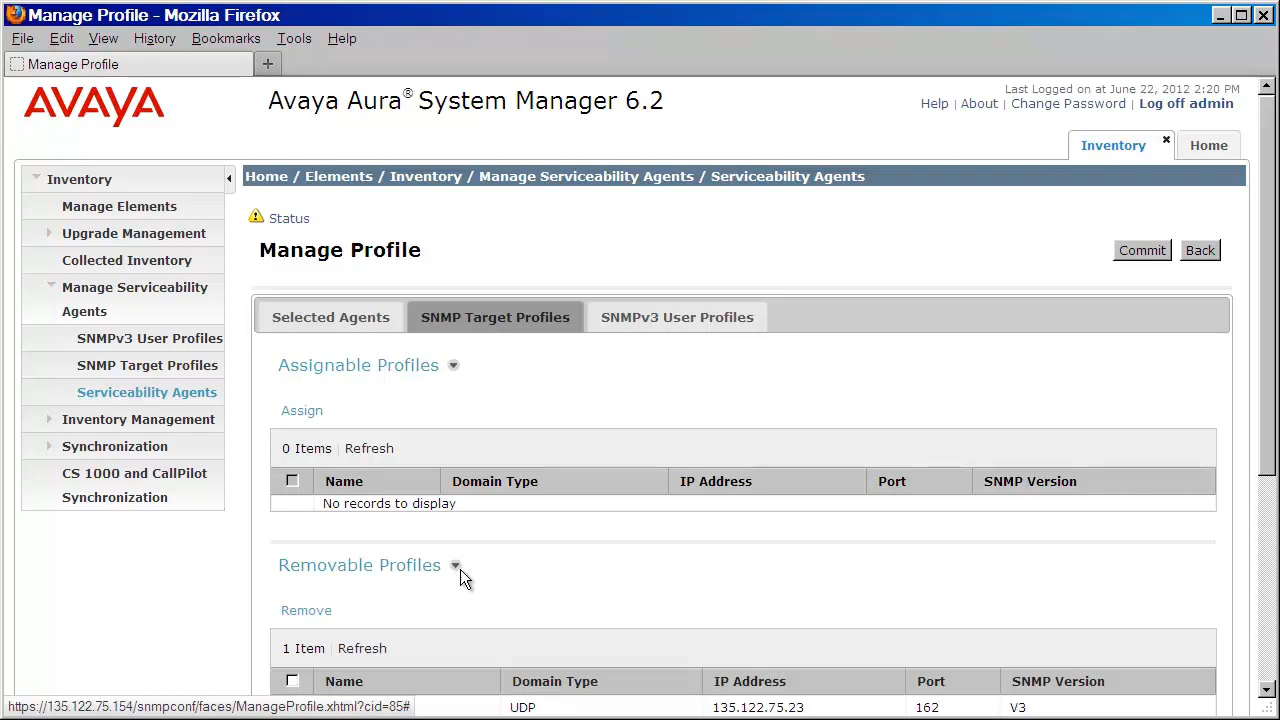 Manage Profile - Mozilla Firefox
File Edit View History Bookmarks Tools Help
Manage Profile
AVAYA
Avaya Aura® System Manager 6.2
Last Logged on at June 22, 2012 2:20 PM
Help | About | Change Password | Log off admin
Inventory
Home
Inventory
Manage Elements
Upgrade Management
Collected Inventory
Manage Serviceability
Agents
SNMPv3 User Profiles
SNMP Target Profiles
Serviceability Agents
Inventory Management
Synchronization
CS 1000 and CallPilot
Synchronization
Home / Elements / Inventory / Manage Serviceability Agents / Serviceability Agents
Status
Manage Profile
Commit Back
Selected Agents SNMP Target Profiles SNMPv3 User Profiles
Assignable Profiles
Assign
0 Items | Refresh
Name Domain Type IP Address Port SNMP Version
No records to display
Removable Profiles
Remove
1 Item | Refresh
Name Domain Type IP Address Port SNMP Version
UDP 135.122.75.23 162 V3
https://135.122.75.154/snmpconf/faces/ManageProfile.xhtml?cid=85#